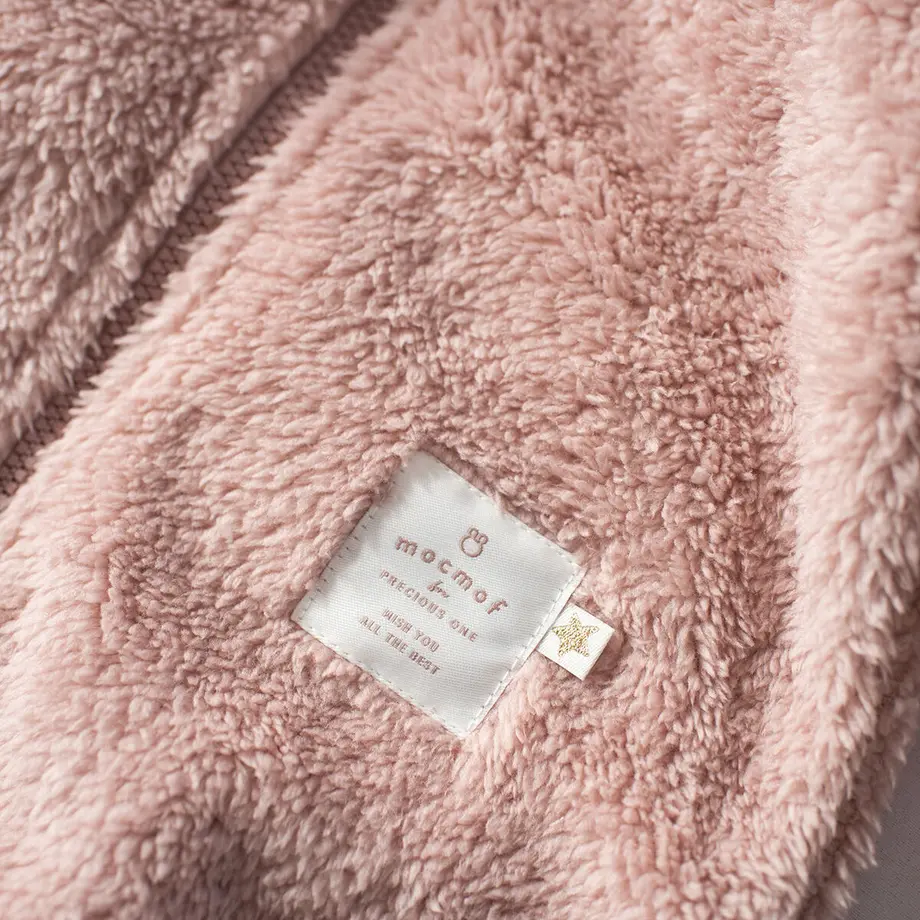 mocmof
for
PRECIOUS ONE
WISH YOU
ALL THE BEST